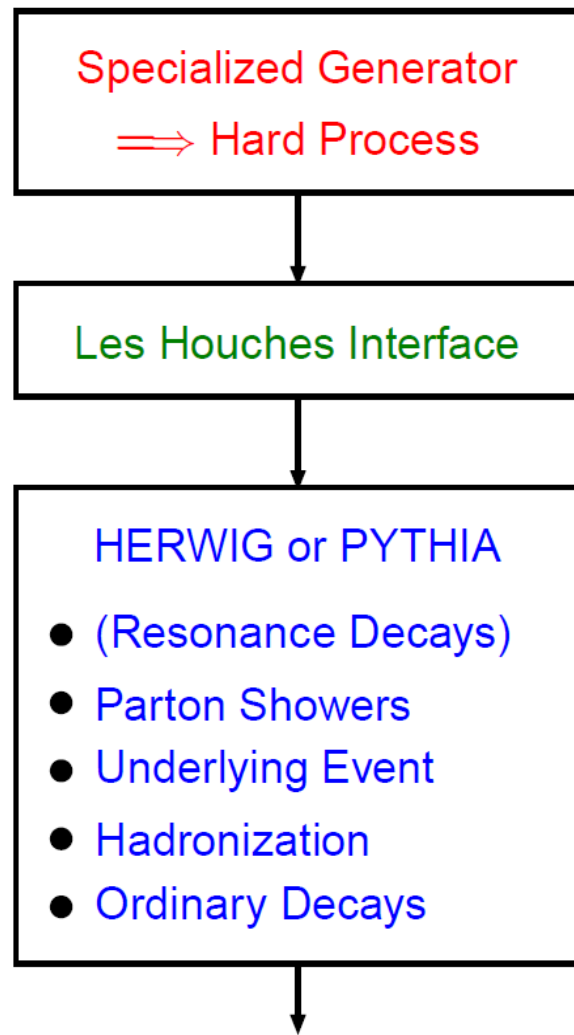 Specialized Generator
⟹ Hard Process
Les Houches Interface
HERWIG or PYTHIA
● (Resonance Decays)
● Parton Showers
● Underlying Event
● Hadronization
● Ordinary Decays